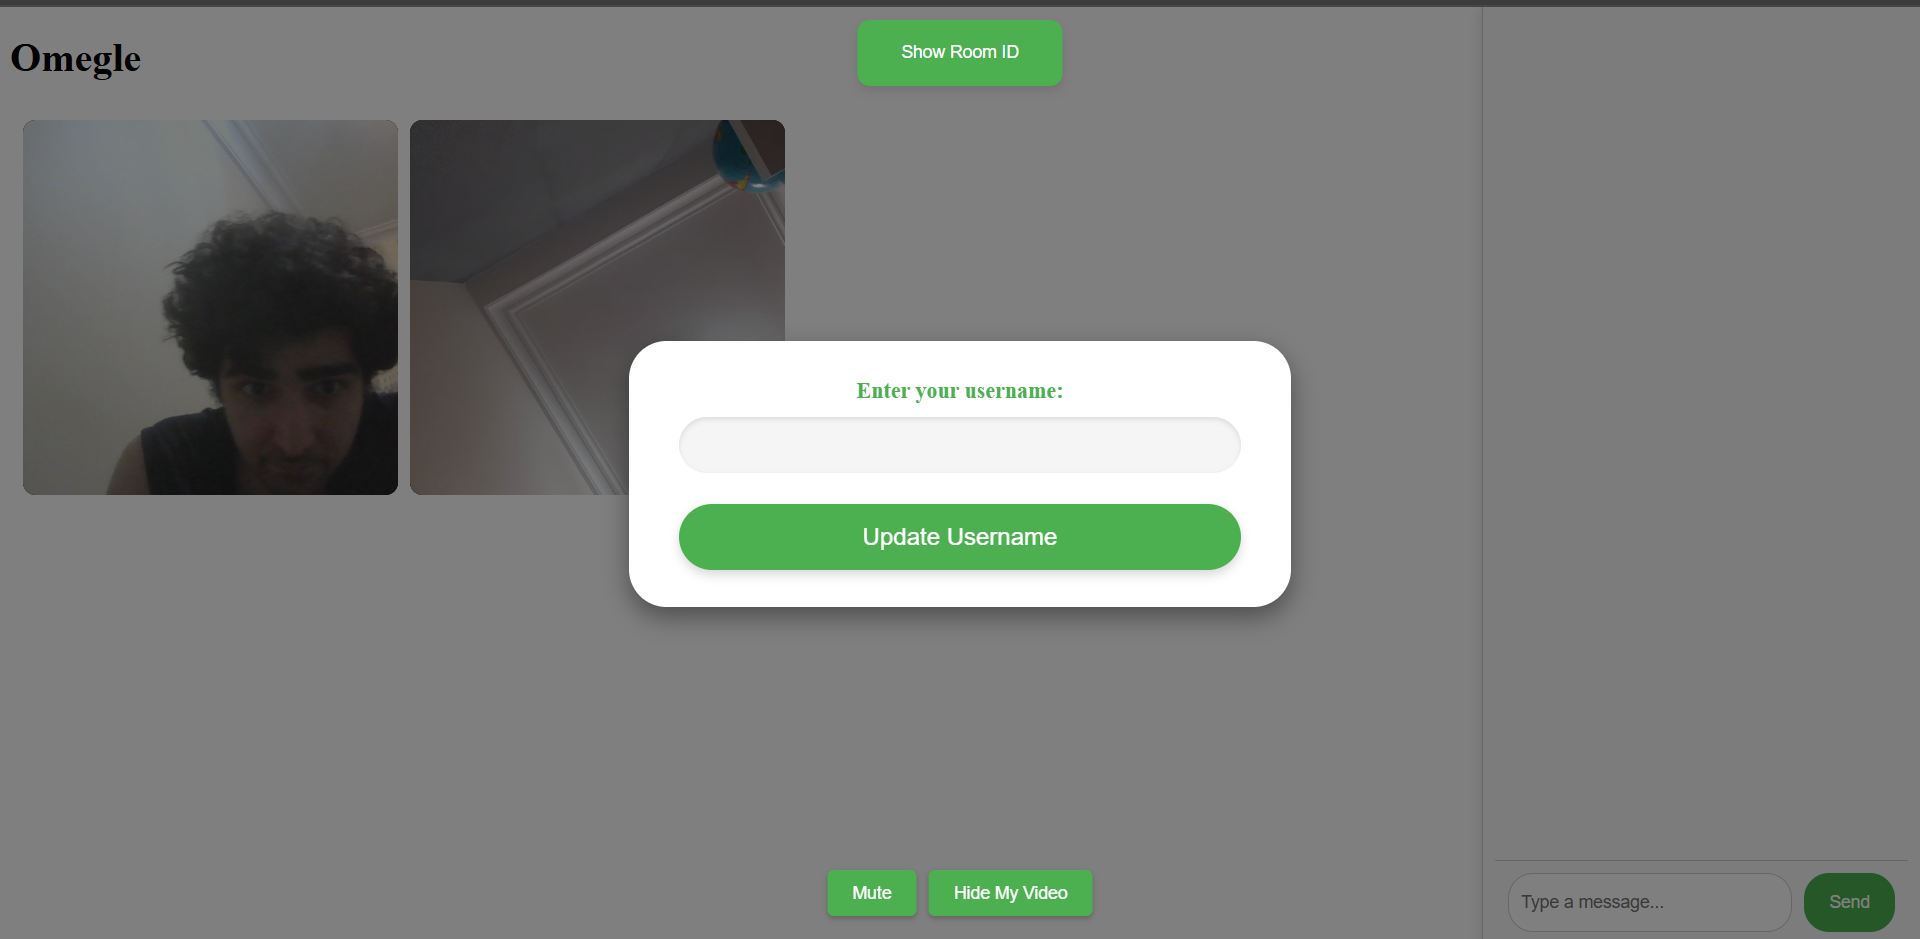 Omegle
Show Room ID
Enter your username:
Update Username
Mute
Hide My Video
Type a message...
Send